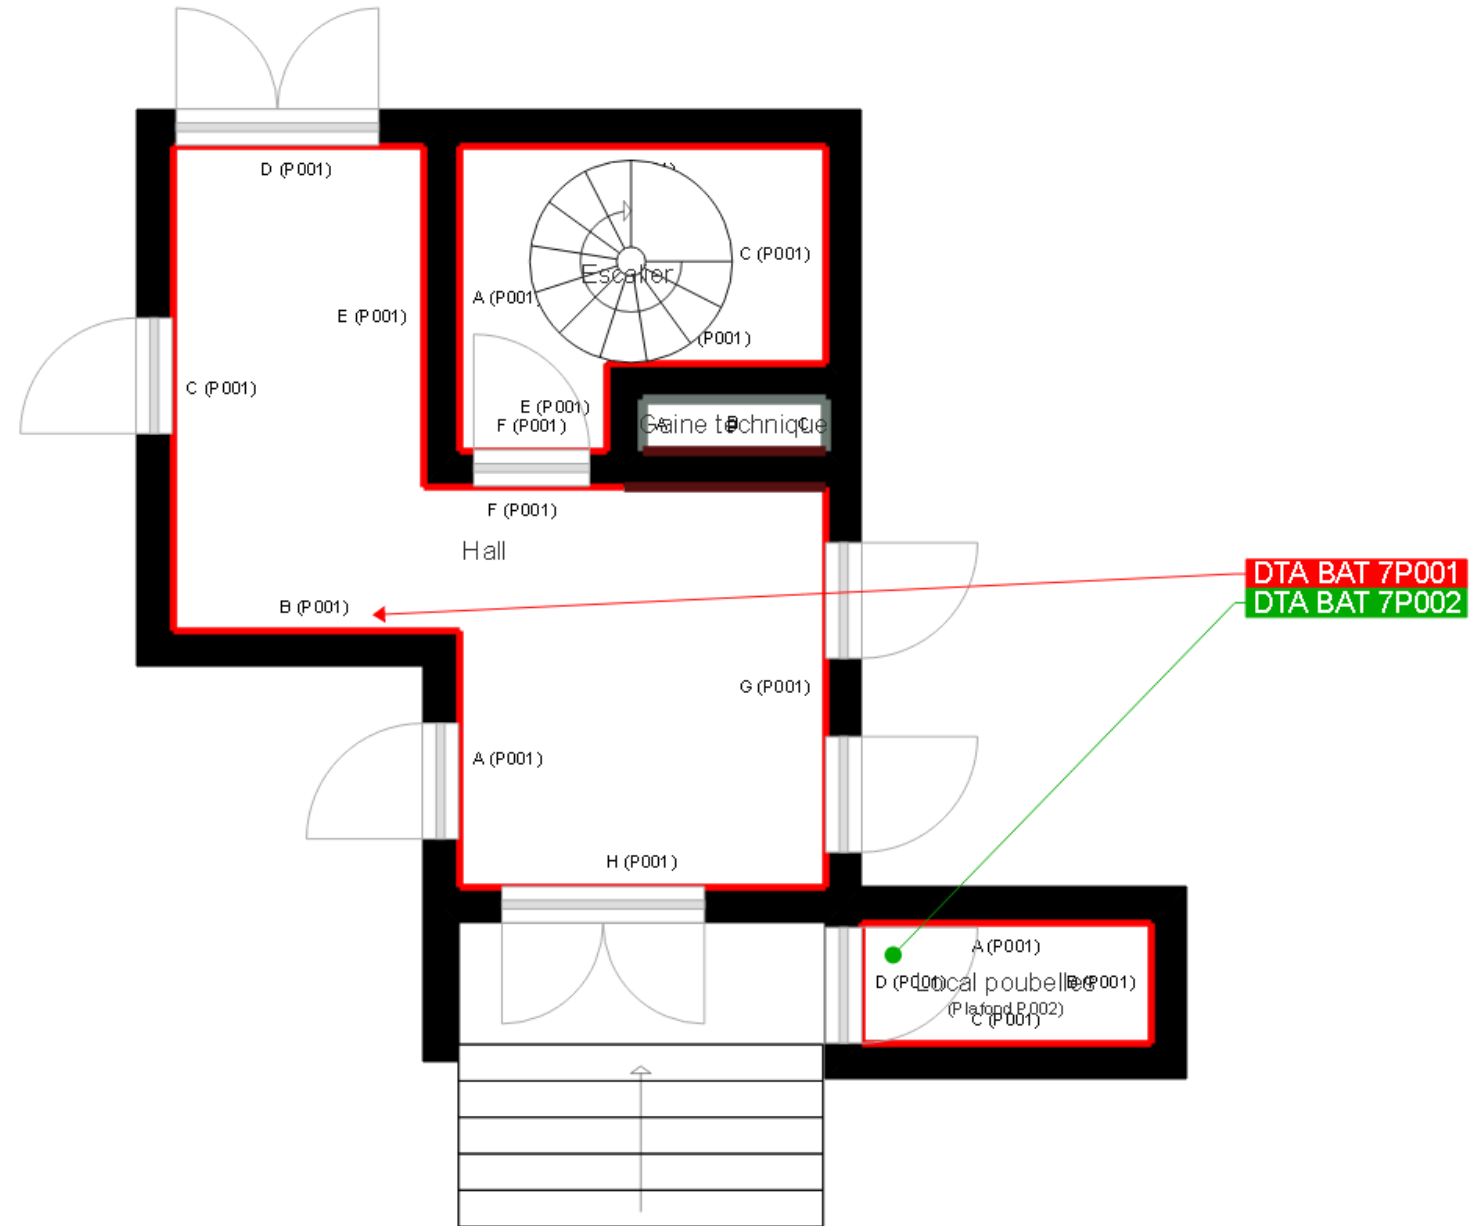 D (P001)
C (P001)
Escalier
A (P001)
E (P001)
(P001)
C (P001)
E (P001)
F (P001)
Gaine technique
A
B
C
F (P001)
Hall
DTA BAT 7P001
DTA BAT 7P002
B (P001)
G (P001)
A (P001)
H (P001)
A (P001)
D (P001)
Local poubelles
B (P001)
(Plafond P002)
C (P001)